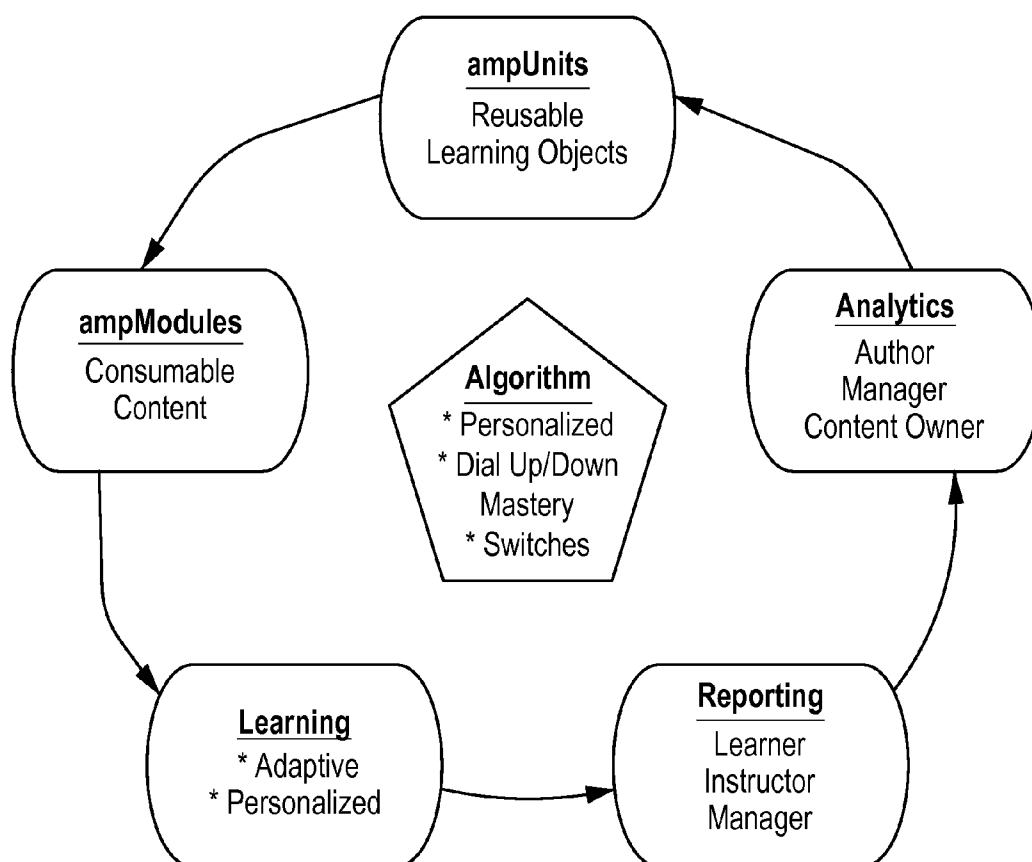 ampUnits
Reusable
Learning Objects
ampModules
Consumable
Content
Algorithm
* Personalized
* Dial Up/Down
Mastery
* Switches
Analytics
Author
Manager
Content Owner
Learning
* Adaptive
* Personalized
Reporting
Learner
Instructor
Manager